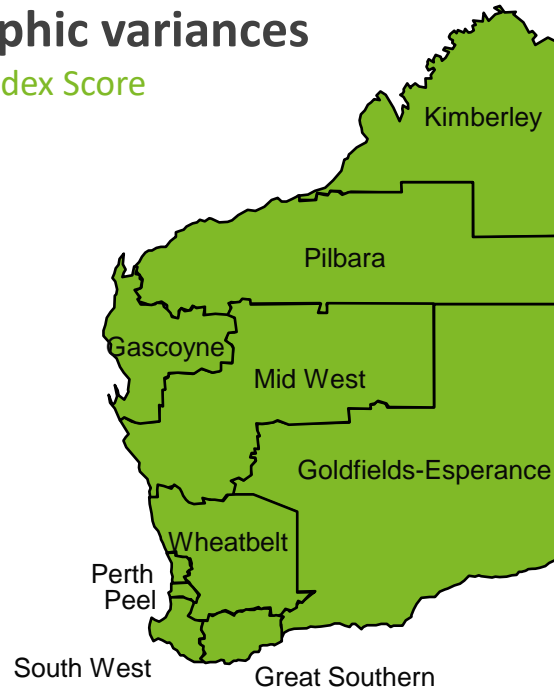 phic variances
dex Score
Kimberley
Pilbara
Gascoyne
Mid West
Goldfields-Esperance
Wheatbelt
Perth
Peel
South West
Great Southern